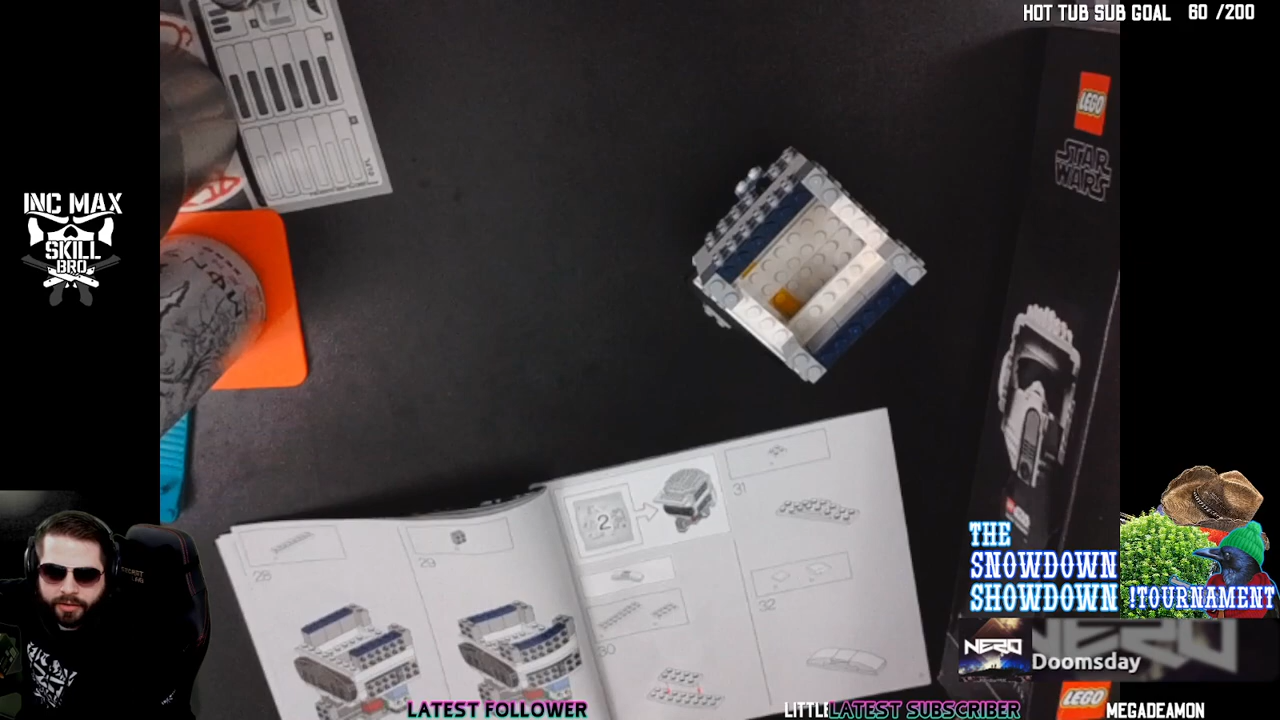 HOT TUB SUB GOAL 60 /200
LEGO
STAR
WARS
INC MAX
SKILL
BRO
28
29
2
31
30
32
THE
SNOWDOWN
SHOWDOWN
!TOURNAMENT
NERO
Doomsday
LATEST FOLLOWER
LITTL
LATEST SUBSCRIBER
LEGO
MEGADEAMON